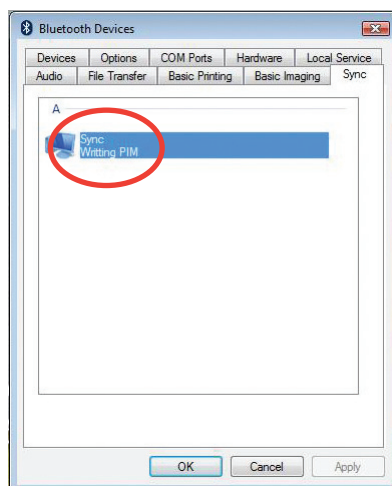 Bluetooth Devices
Devices Options COM Ports Hardware Local Service
Audio File Transfer Basic Printing Basic Imaging Sync
A
Sync
Writting PIM
OK Cancel Apply